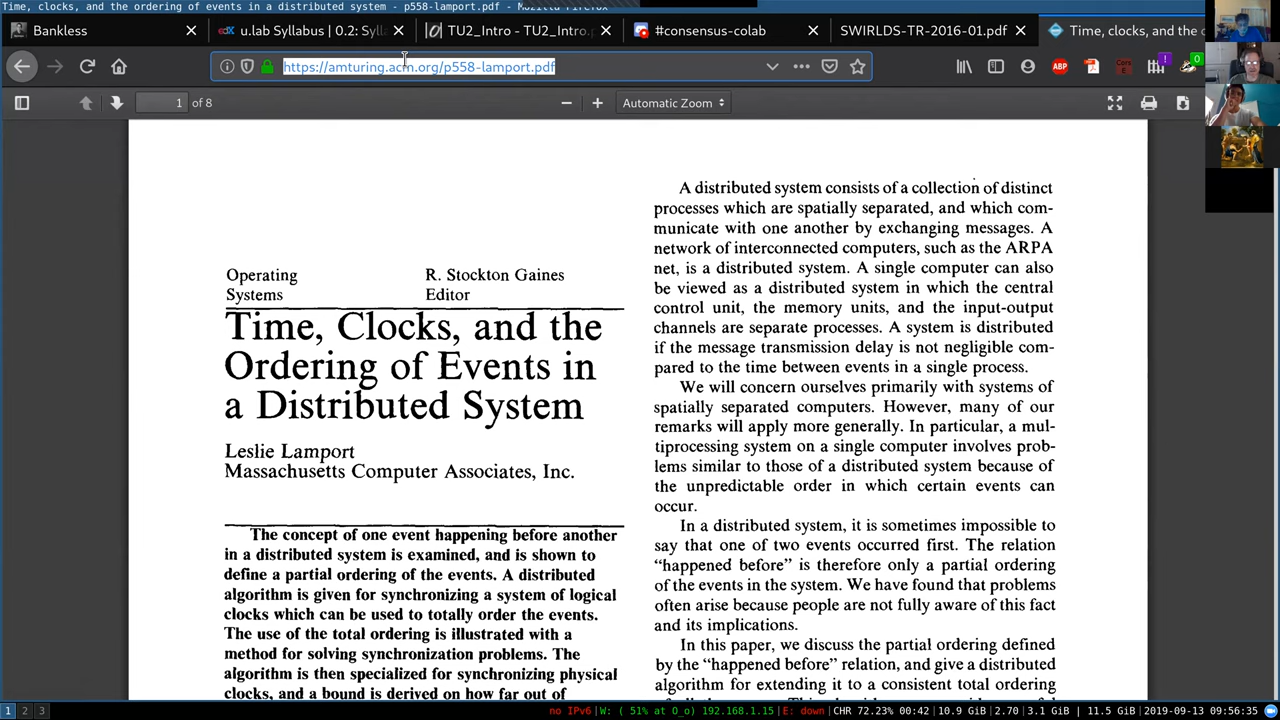 Time, clocks, and the ordering of events in a distributed system - p558-lamport.pdf - Mozilla Firefox
Bankless
u.lab Syllabus | 0.2: Syll
TU2_Intro - TU2_Intro.p
#consensus-colab
SWIRLDS-TR-2016-01.pdf
Time, clocks, and the o
https://amturing.acm.org/p558-lamport.pdf
ABP
1 of 8
Automatic Zoom
Operating
Systems
R. Stockton Gaines
Editor
Time, Clocks, and the
Ordering of Events in
a Distributed System
Leslie Lamport
Massachusetts Computer Associates, Inc.
The concept of one event happening before another
in a distributed system is examined, and is shown to
define a partial ordering of the events. A distributed
algorithm is given for synchronizing a system of logical
clocks which can be used to totally order the events.
The use of the total ordering is illustrated with a
method for solving synchronization problems. The
algorithm is then specialized for synchronizing physical
clocks, and a bound is derived on how far out of
A distributed system consists of a collection of distinct
processes which are spatially separated, and which com-
municate with one another by exchanging messages. A
network of interconnected computers, such as the ARPA
net, is a distributed system. A single computer can also
be viewed as a distributed system in which the central
control unit, the memory units, and the input-output
channels are separate processes. A system is distributed
if the message transmission delay is not negligible com-
pared to the time between events in a single process.
We will concern ourselves primarily with systems of
spatially separated computers. However, many of our
remarks will apply more generally. In particular, a mul-
tiprocessing system on a single computer involves prob-
lems similar to those of a distributed system because of
the unpredictable order in which certain events can
occur.
In a distributed system, it is sometimes impossible to
say that one of two events occurred first. The relation
“happened before” is therefore only a partial ordering
of the events in the system. We have found that problems
often arise because people are not fully aware of this fact
and its implications.
In this paper, we discuss the partial ordering defined
by the “happened before” relation, and give a distributed
algorithm for extending it to a consistent total ordering
1 2 3
no IPv6|W: ( 51% at O_o) 192.168.1.15|E: down|CHR 72.23% 00:42|10.9 GiB|2.70|3.1 GiB|11.5 GiB|2019-09-13 09:56:35